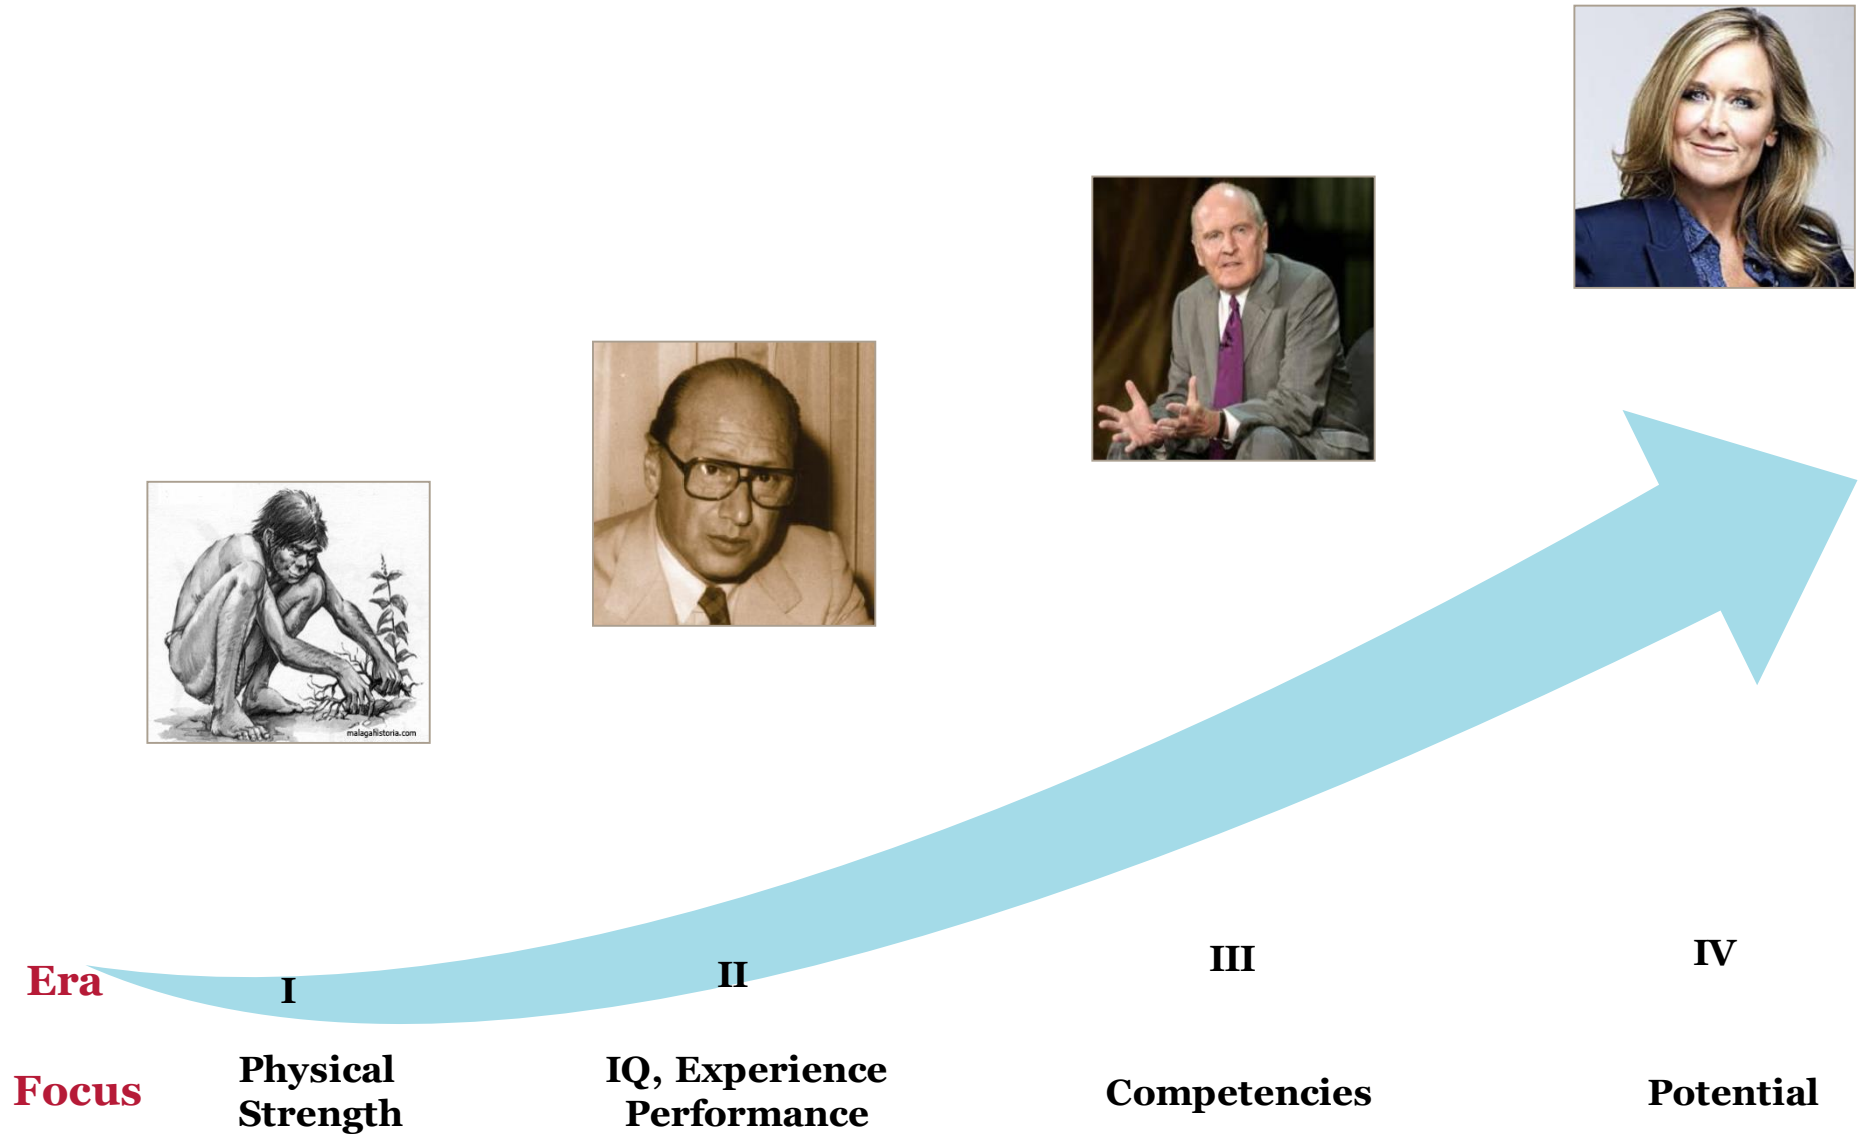 malagahistoria.com
Era
I
II
III
IV
Focus
Physical
Strength
IQ, Experience
Performance
Competencies
Potential